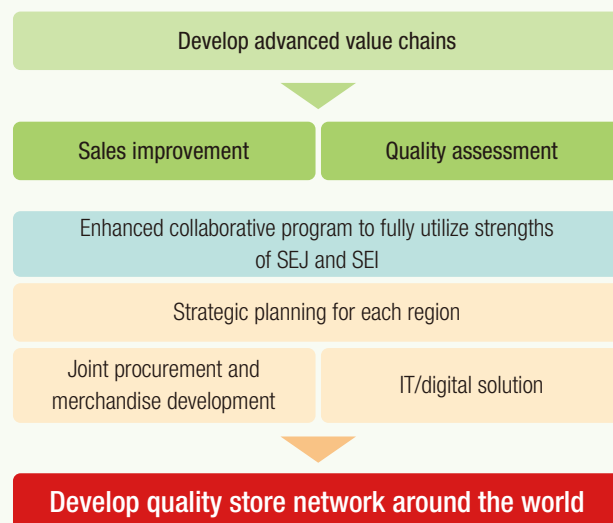 Develop advanced value chains
Sales improvement
Quality assessment
Enhanced collaborative program to fully utilize strengths
of SEJ and SEI
Strategic planning for each region
Joint procurement and
merchandise development
IT/digital solution
Develop quality store network around the world